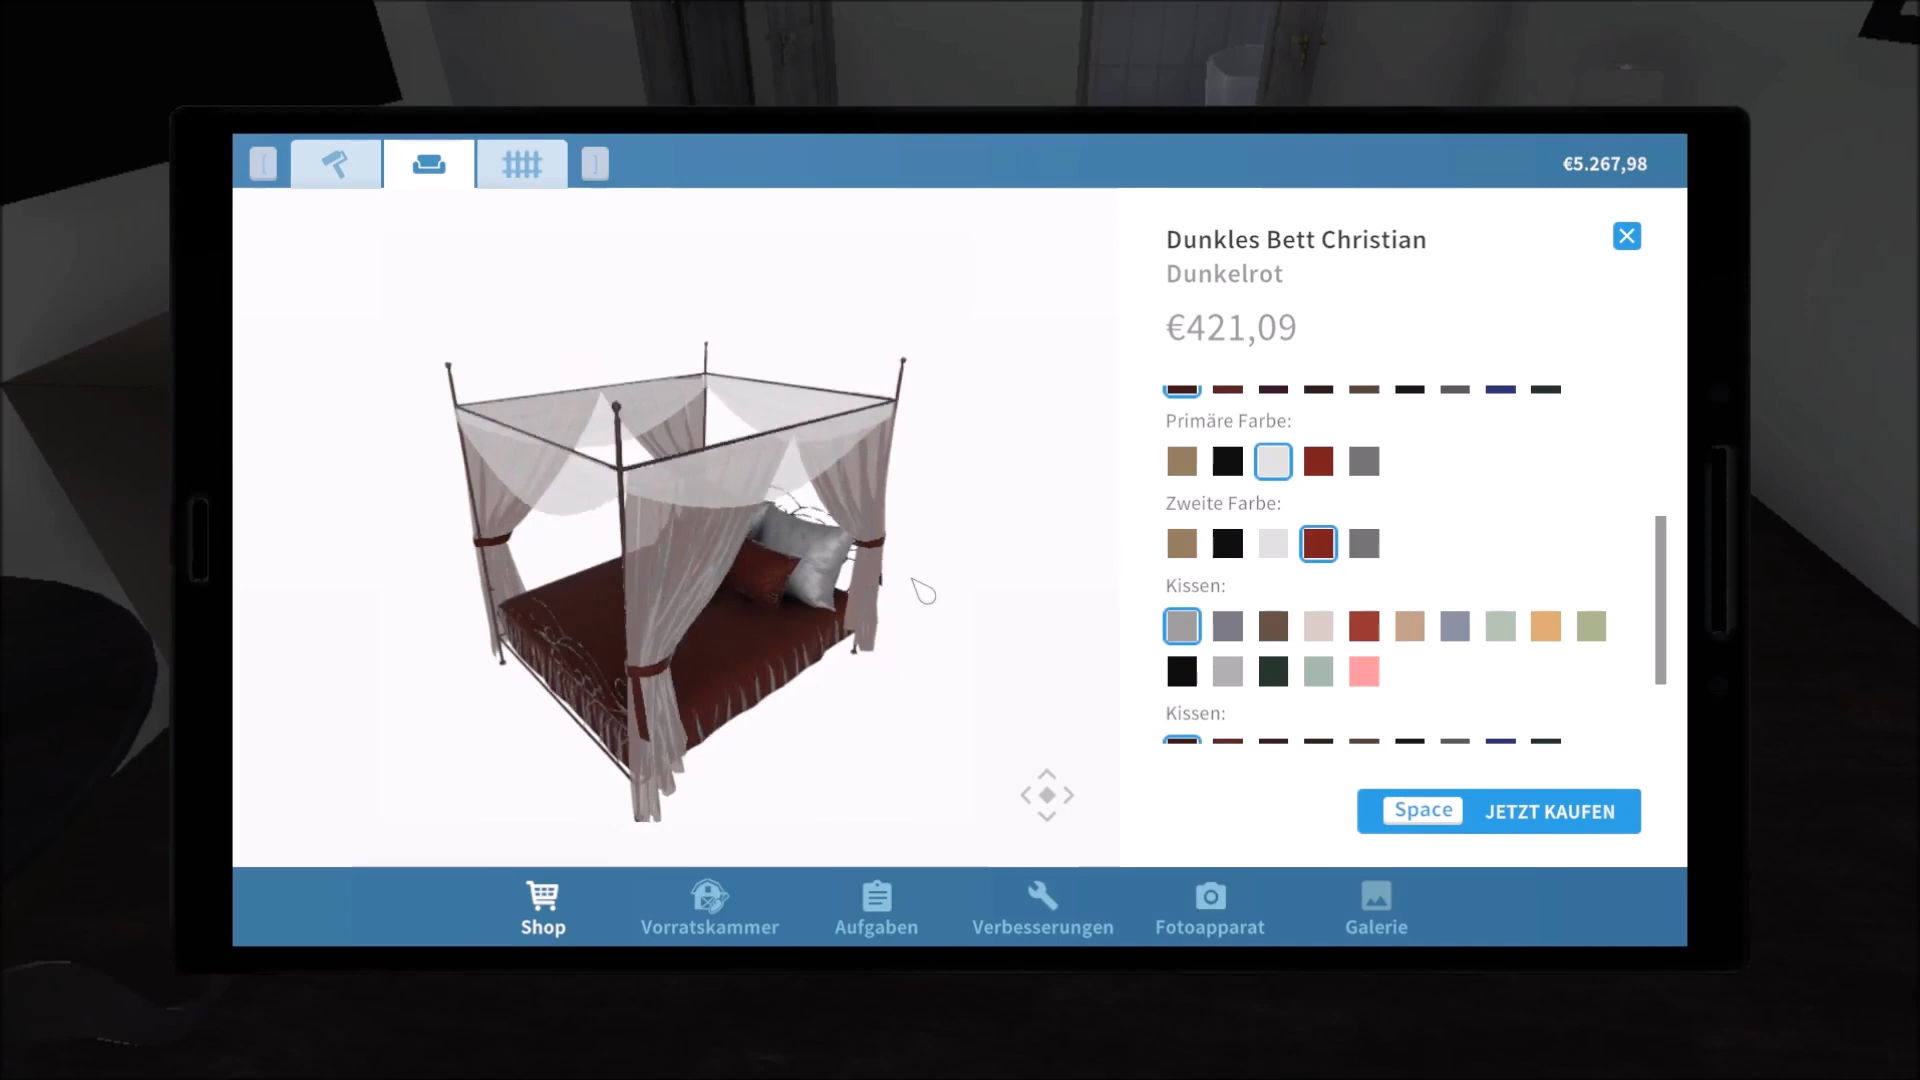 [
]
€5.267,98
Dunkles Bett Christian
Dunkelrot
€421,09
Primäre Farbe:
Zweite Farbe:
Kissen:
Kissen:
Space JETZT KAUFEN
Shop
Vorratskammer
Aufgaben
Verbesserungen
Fotoapparat
Galerie